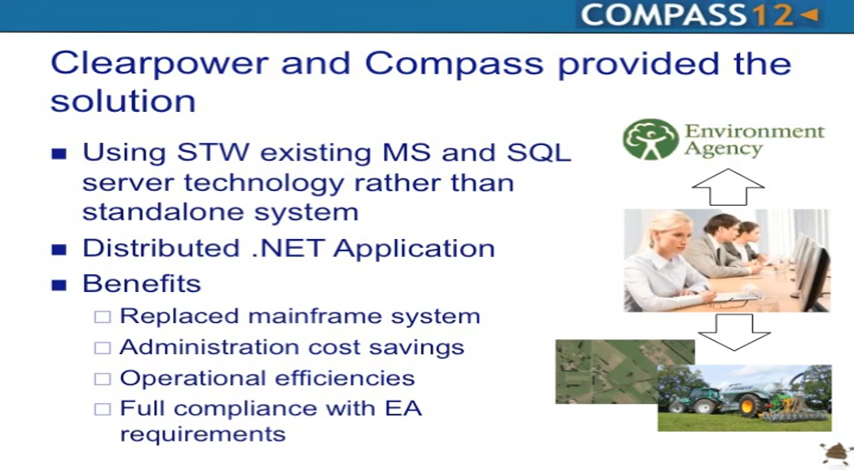 COMPASS12
Clearpower and Compass provided the
solution
Using STW existing MS and SQL
server technology rather than
standalone system
Distributed .NET Application
Benefits
Replaced mainframe system
Administration cost savings
Operational efficiencies
Full compliance with EA
requirements
Environment
Agency